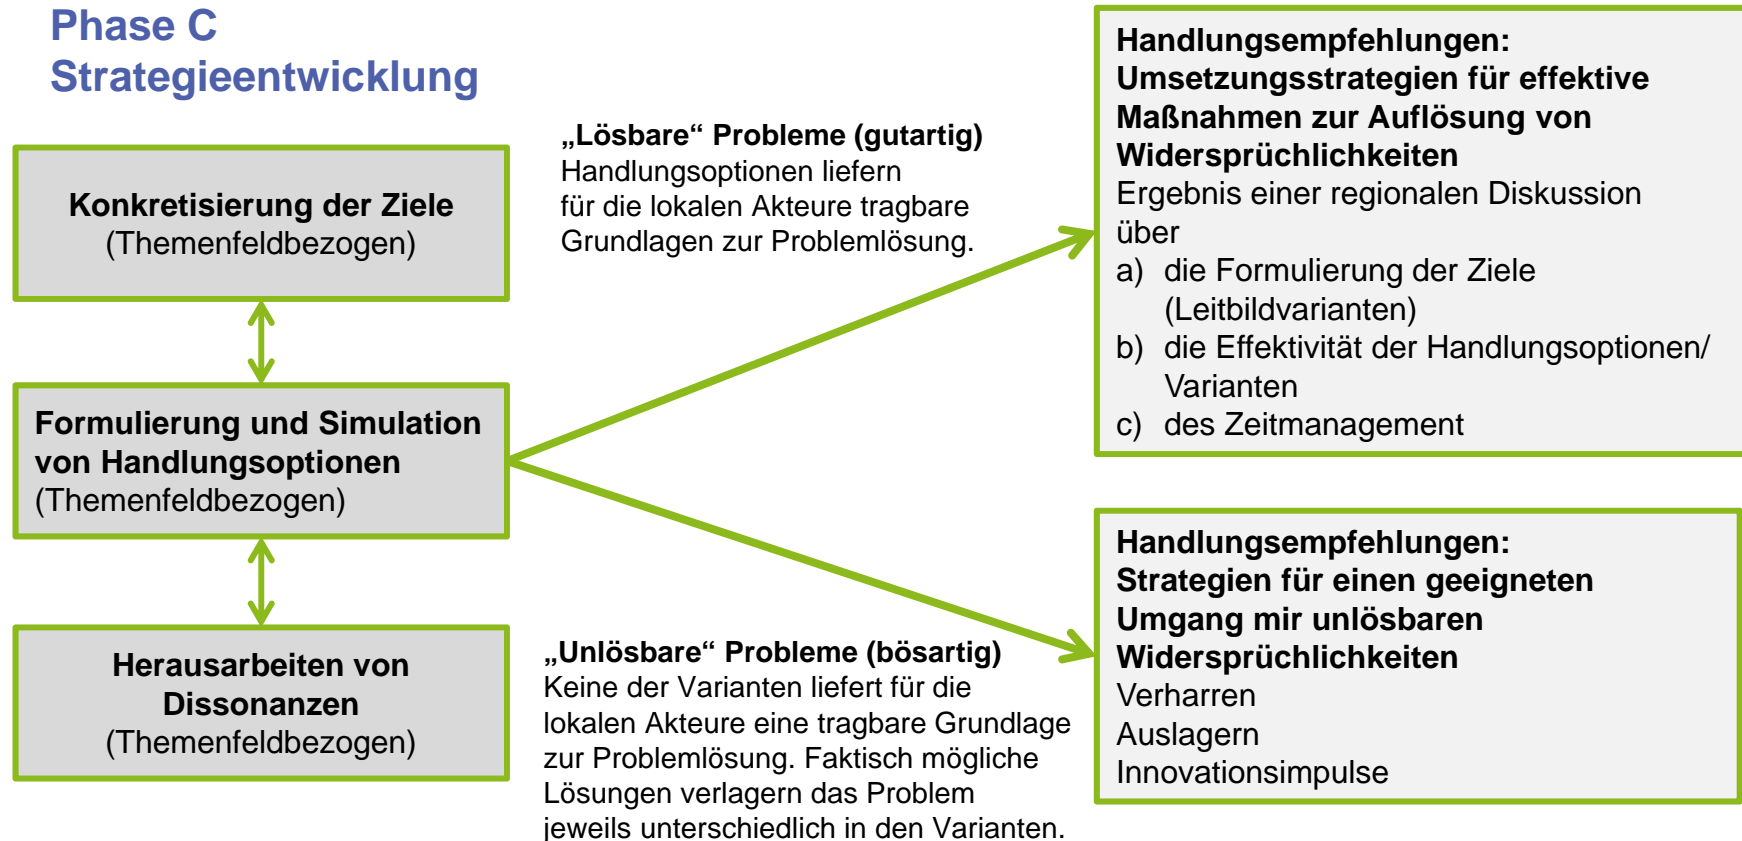 Phase C
Strategieentwicklung
Konkretisierung der Ziele
(Themenfeldbezogen)
Formulierung und Simulation
von Handlungsoptionen
(Themenfeldbezogen)
Herausarbeiten von
Dissonanzen
(Themenfeldbezogen)
„Lösbare“ Probleme (gutartig)
Handlungsoptionen liefern
für die lokalen Akteure tragbare
Grundlagen zur Problemlösung.
„Unlösbare“ Probleme (bösartig)
Keine der Varianten liefert für die
lokalen Akteure eine tragbare Grundlage
zur Problemlösung. Faktisch mögliche
Lösungen verlagern das Problem
jeweils unterschiedlich in den Varianten.
Handlungsempfehlungen:
Umsetzungsstrategien für effektive
Maßnahmen zur Auflösung von
Widersprüchlichkeiten
Ergebnis einer regionalen Diskussion
über
a) die Formulierung der Ziele
(Leitbildvarianten)
b) die Effektivität der Handlungsoptionen/
Varianten
c) des Zeitmanagement
Handlungsempfehlungen:
Strategien für einen geeigneten
Umgang mir unlösbaren
Widersprüchlichkeiten
Verharren
Auslagern
Innovationsimpulse